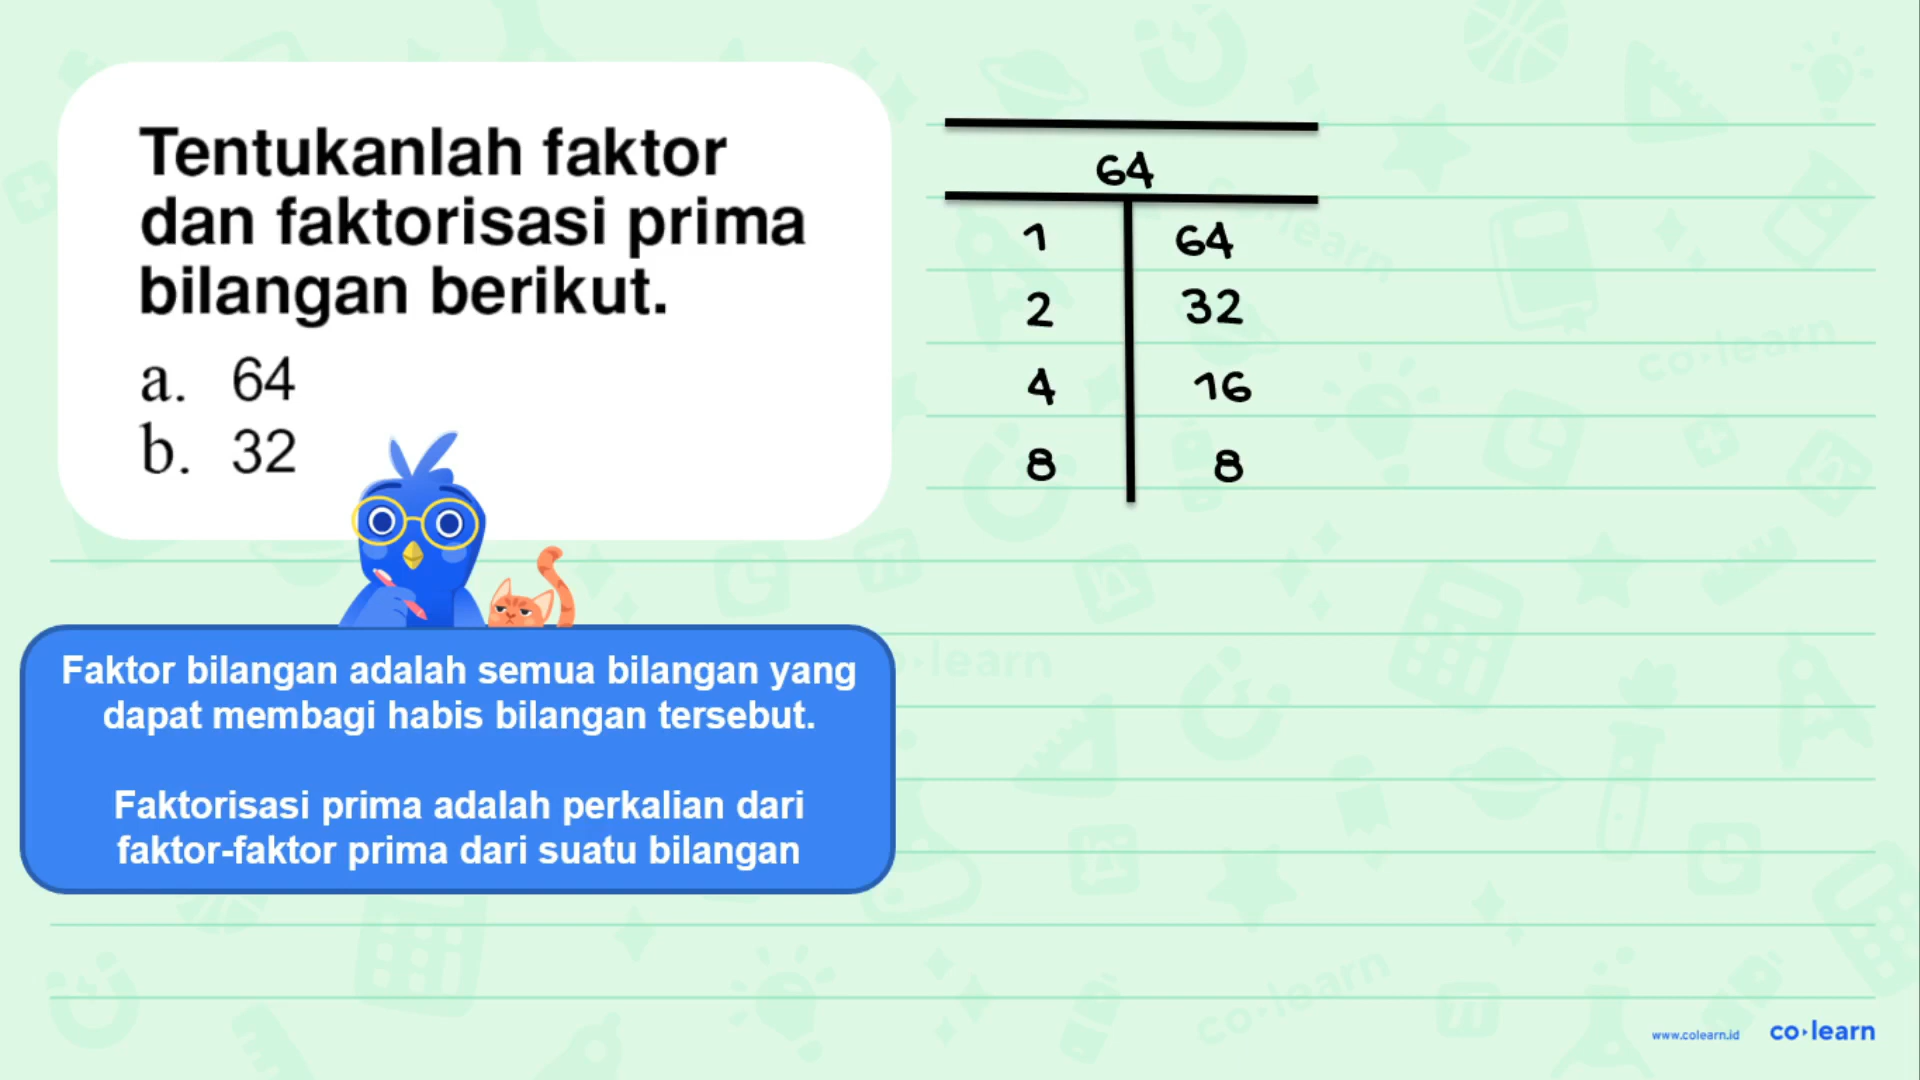 Tentukanlah faktor
dan faktorisasi prima
bilangan berikut.
a. 64
b. 32
64
1 64
2 32
4 16
8 8
Faktor bilangan adalah semua bilangan yang
dapat membagi habis bilangan tersebut.
Faktorisasi prima adalah perkalian dari
faktor-faktor prima dari suatu bilangan
www.colearn.id co·learn